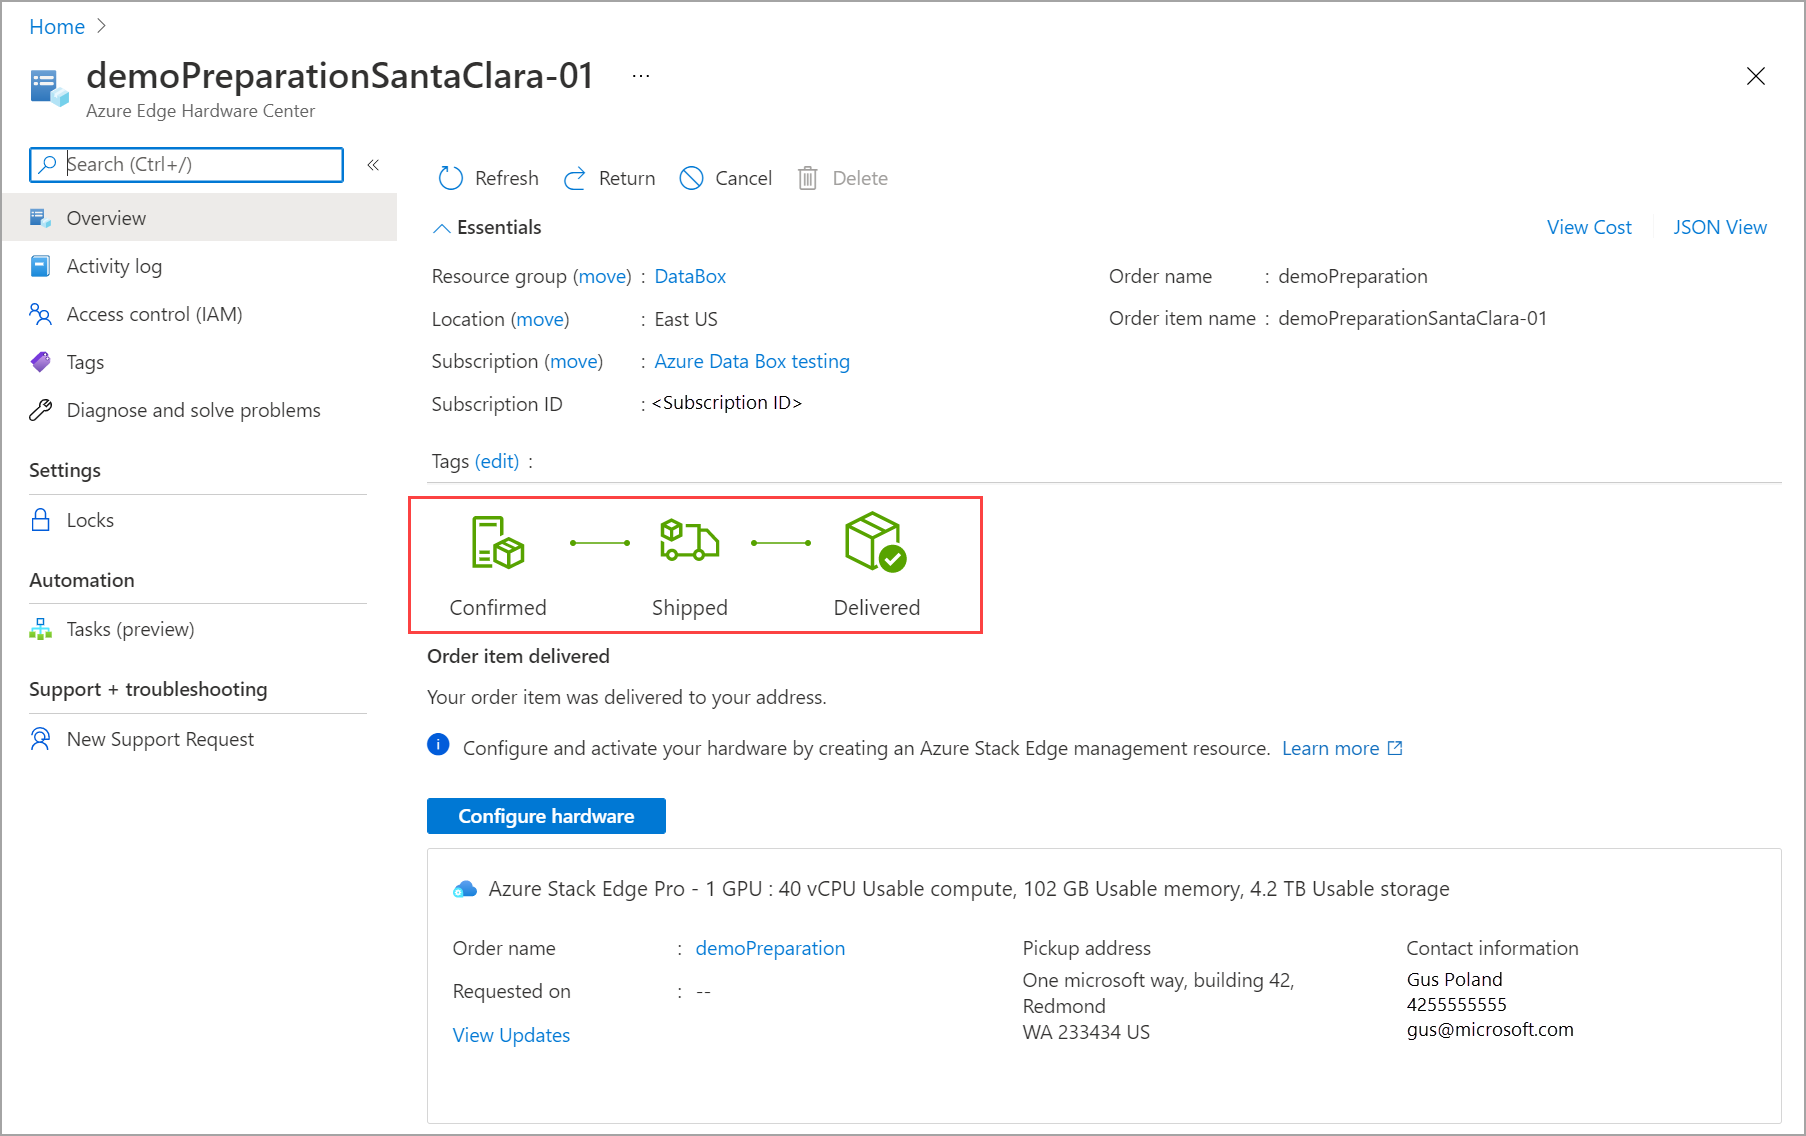 Home
demoPreparationSantaClara-01 ...
Azure Edge Hardware Center
Search (Ctrl+/)
Overview
Activity log
Access control (IAM)
Tags
Diagnose and solve problems
Settings
Locks
Automation
Tasks (preview)
Support + troubleshooting
New Support Request
Refresh Return Cancel Delete
Essentials View Cost JSON View
Resource group (move) : DataBox
Location (move) : East US
Subscription (move) : Azure Data Box testing
Subscription ID : <Subscription ID>
Order name : demoPreparation
Order item name : demoPreparationSantaClara-01
Tags (edit) :
Confirmed Shipped Delivered
Order item delivered
Your order item was delivered to your address.
i Configure and activate your hardware by creating an Azure Stack Edge management resource. Learn more
Configure hardware
Azure Stack Edge Pro - 1 GPU : 40 vCPU Usable compute, 102 GB Usable memory, 4.2 TB Usable storage
Order name : demoPreparation
Requested on : --
View Updates
Pickup address
One microsoft way, building 42,
Redmond
WA 233434 US
Contact information
Gus Poland
4255555555
gus@microsoft.com